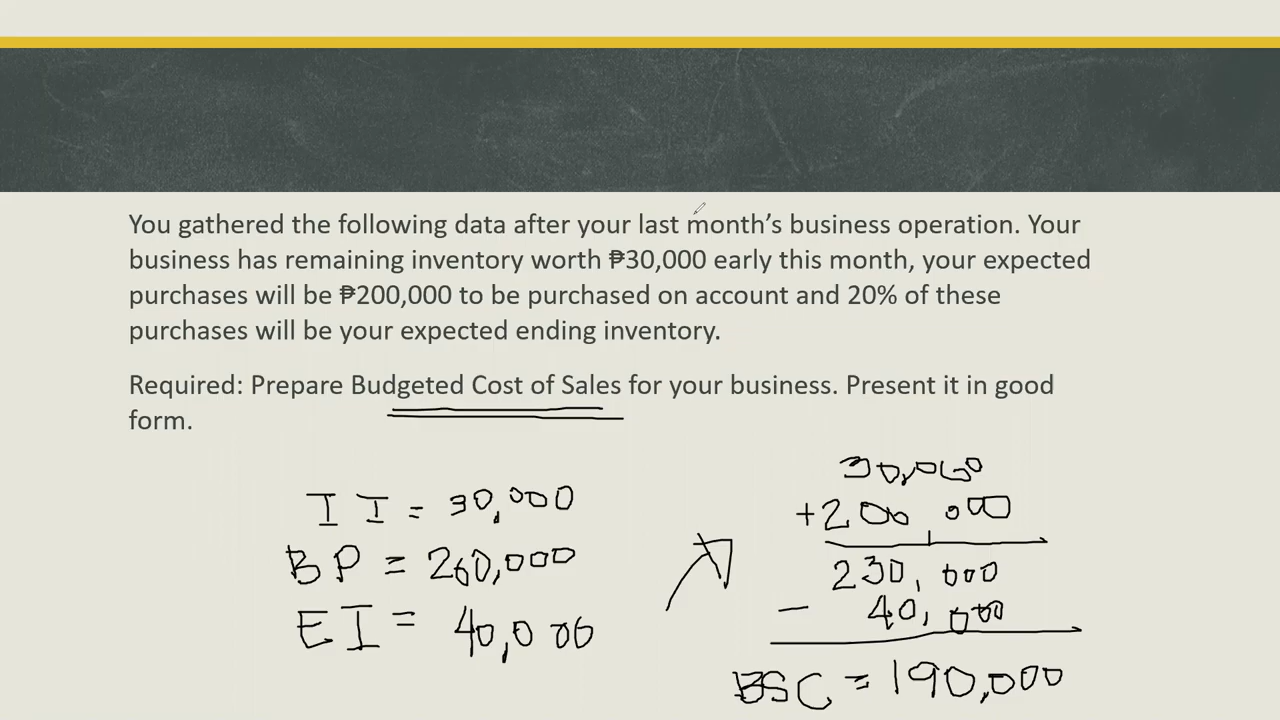 You gathered the following data after your last month's business operation. Your
business has remaining inventory worth ₱30,000 early this month, your expected
purchases will be ₱200,000 to be purchased on account and 20% of these
purchases will be your expected ending inventory.
Required: Prepare Budgeted Cost of Sales for your business. Present it in good
form.
I I = 30,000
BP = 260,000
EI = 40,000
30,000
+200,000
230,000
- 40,000
BSC = 190,000